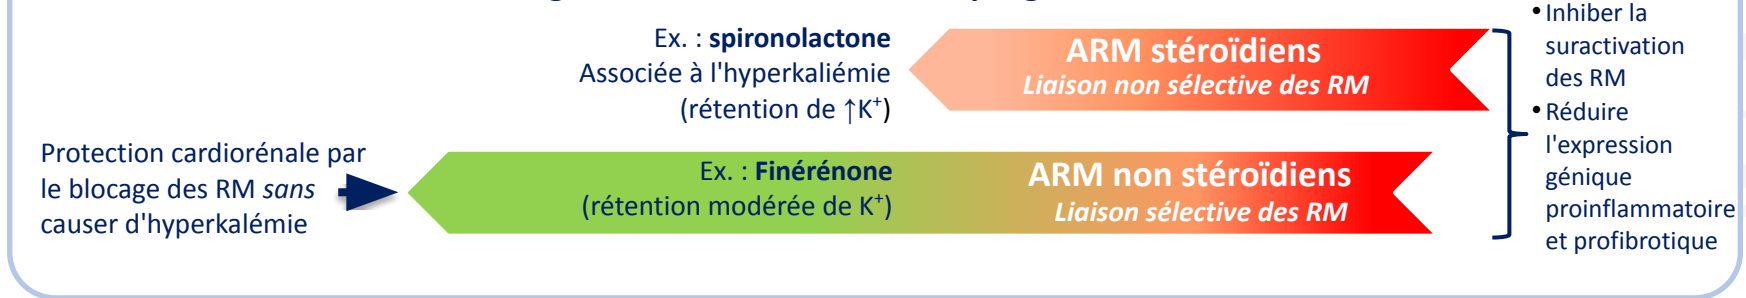 Ex. : spironolactone
Associée à l'hyperkaliémie
(rétention de ↑K⁺)
ARM stéroïdiens
Liaison non sélective des RM
Protection cardiorénale par
le blocage des RM sans
causer d'hyperkalémie
Ex. : Finérénone
(rétention modérée de K⁺)
ARM non stéroïdiens
Liaison sélective des RM
• Inhiber la
suractivation
des RM
• Réduire
l'expression
génique
proinflammatoire
et profibrotique